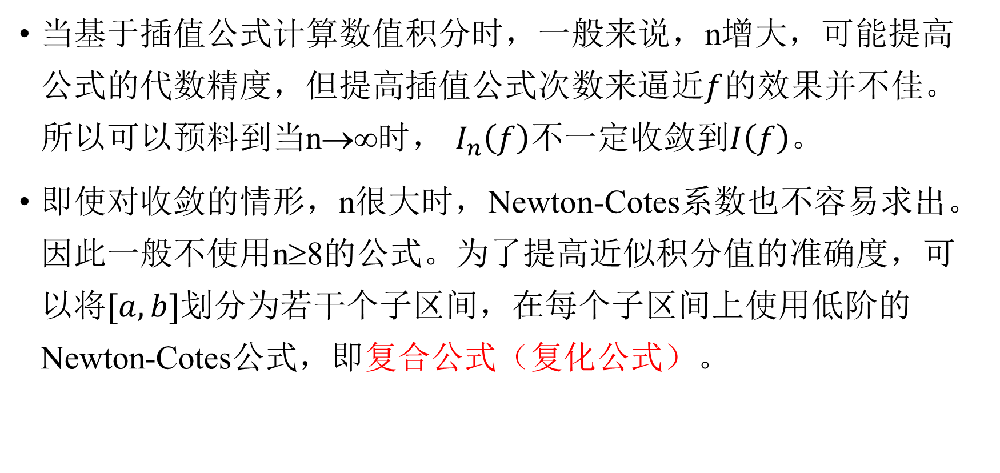 • 当基于插值公式计算数值积分时，一般来说，n增大，可能提高
公式的代数精度，但提高插值公式次数来逼近f的效果并不佳。
所以可以预料到当n→∞时， Iₙ(f)不一定收敛到I(f)。
• 即使对收敛的情形，n很大时，Newton-Cotes系数也不容易求出。
因此一般不使用n≥8的公式。为了提高近似积分值的准确度，可
以将[a, b]划分为若干个子区间，在每个子区间上使用低阶的
Newton-Cotes公式，即复合公式（复化公式）。